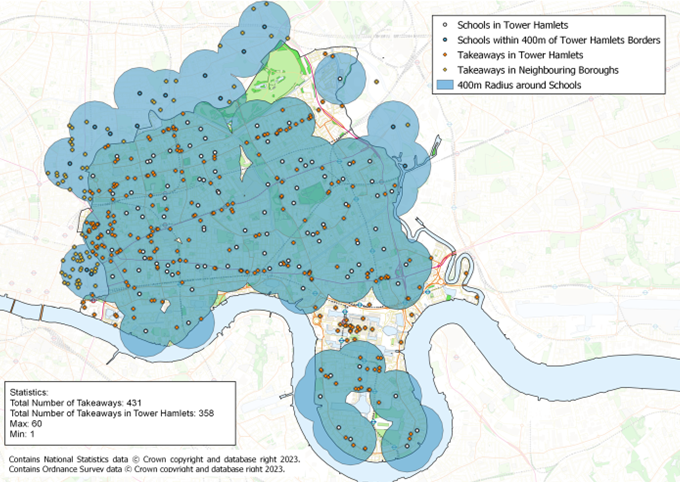 Schools in Tower Hamlets
Schools within 400m of Tower Hamlets Borders
Takeaways in Tower Hamlets
Takeaways in Neighbouring Boroughs
400m Radius around Schools
Statistics:
Total Number of Takeaways: 431
Total Number of Takeaways in Tower Hamlets: 358
Max: 60
Min: 1
Contains National Statistics data © Crown copyright and database right 2023.
Contains Ordnance Survey data © Crown copyright and database right 2023.